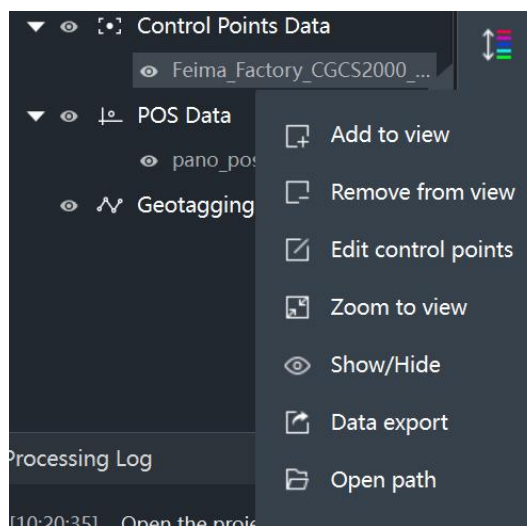 Control Points Data
Feima_Factory_CGCS2000_...
POS Data
pano_pos
Geotagging
Add to view
Remove from view
Edit control points
Zoom to view
Show/Hide
Data export
Open path
Processing Log
[10:20:35] Open the proje